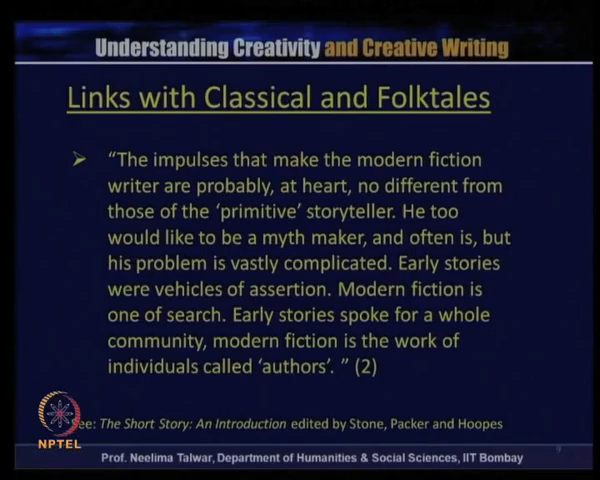 Understanding Creativity and Creative Writing
Links with Classical and Folktales
“The impulses that make the modern fiction
writer are probably, at heart, no different from
those of the ‘primitive’ storyteller. He too
would like to be a myth maker, and often is, but
his problem is vastly complicated. Early stories
were vehicles of assertion. Modern fiction is
one of search. Early stories spoke for a whole
community, modern fiction is the work of
individuals called ‘authors’. ” (2)
ee: The Short Story: An Introduction edited by Stone, Packer and Hoopes
NPTEL
Prof. Neelima Talwar, Department of Humanities & Social Sciences, IIT Bombay